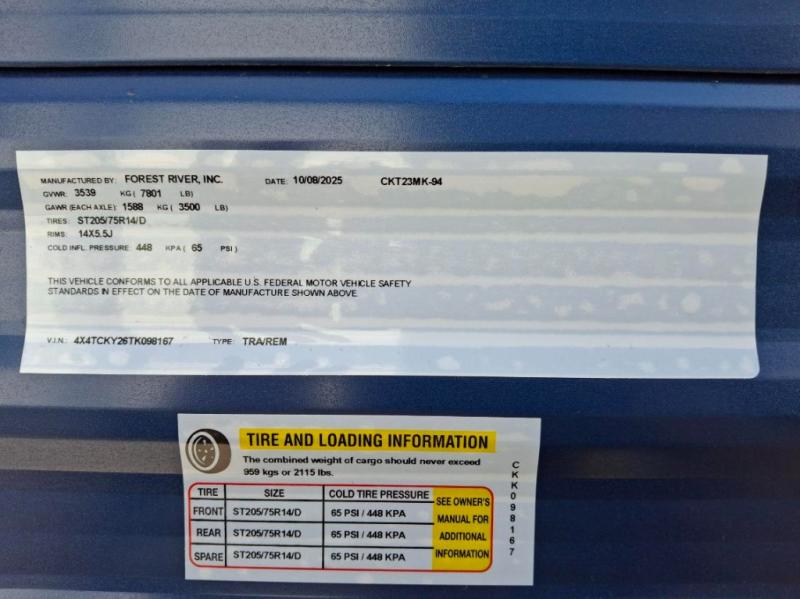 MANUFACTURED BY: FOREST RIVER, INC. DATE: 10/08/2025 CKT23MK-94
GVWR: 3539 KG ( 7801 LB)
GAWR (EACH AXLE): 1588 KG ( 3500 LB)
TIRES: ST205/75R14/D
RIMS: 14X5.5J
COLD INFL. PRESSURE: 448 KPA ( 65 PSI )
THIS VEHICLE CONFORMS TO ALL APPLICABLE U.S. FEDERAL MOTOR VEHICLE SAFETY
STANDARDS IN EFFECT ON THE DATE OF MANUFACTURE SHOWN ABOVE.
V.I.N.: 4X4TCKY26TK098167 TYPE: TRA/REM
TIRE AND LOADING INFORMATION
The combined weight of cargo should never exceed
959 kgs or 2115 lbs.
TIRE SIZE COLD TIRE PRESSURE
FRONT ST205/75R14/D 65 PSI / 448 KPA
REAR ST205/75R14/D 65 PSI / 448 KPA
SPARE ST205/75R14/D 65 PSI / 448 KPA
SEE OWNER'S
MANUAL FOR
ADDITIONAL
INFORMATION
CKK098167